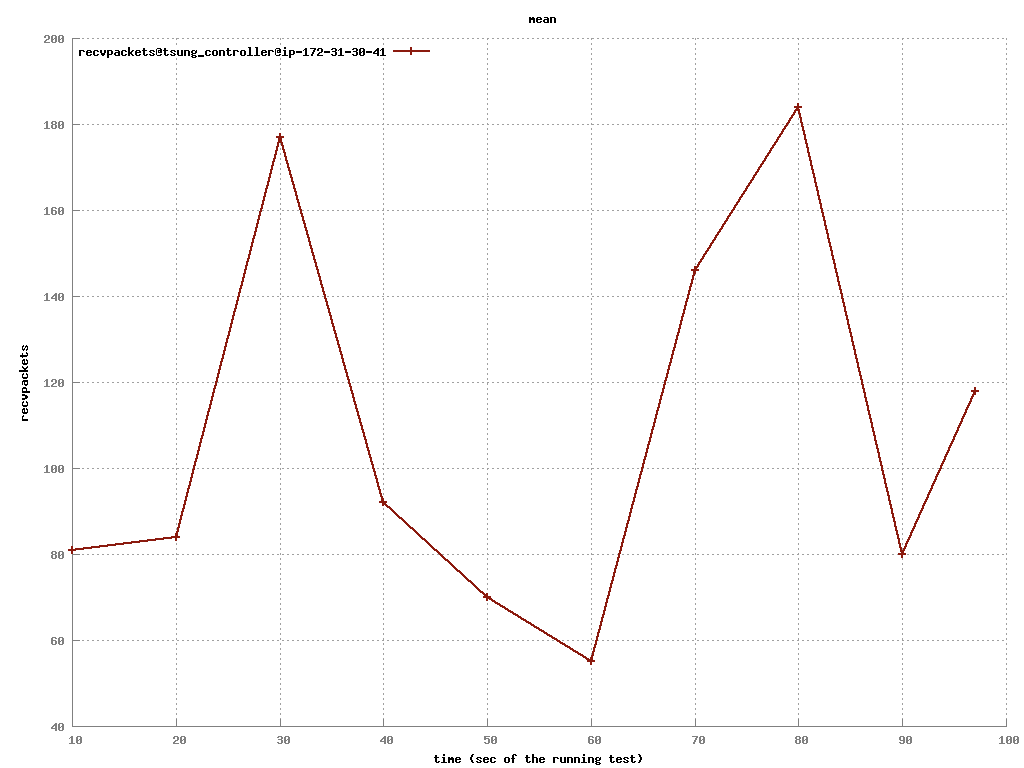 mean
200
recvpackets@tsung_controller@ip-172-31-30-41
180
160
140
120
100
80
60
40
recvpackets
10 20 30 40 50 60 70 80 90 100
time (sec of the running test)